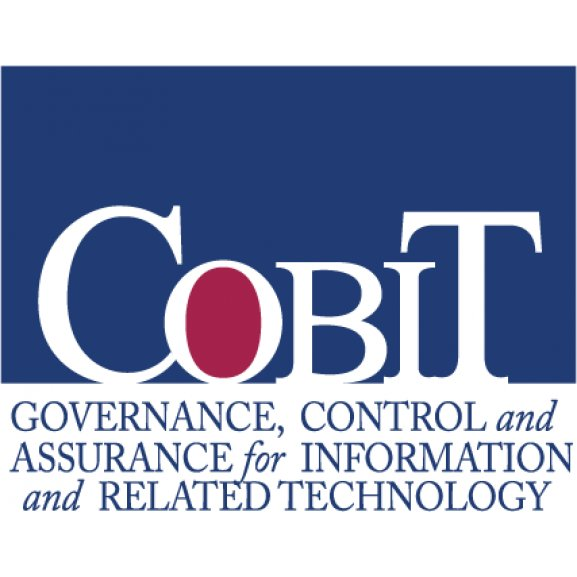 COBIT
GOVERNANCE, CONTROL and
ASSURANCE for INFORMATION
and RELATED TECHNOLOGY